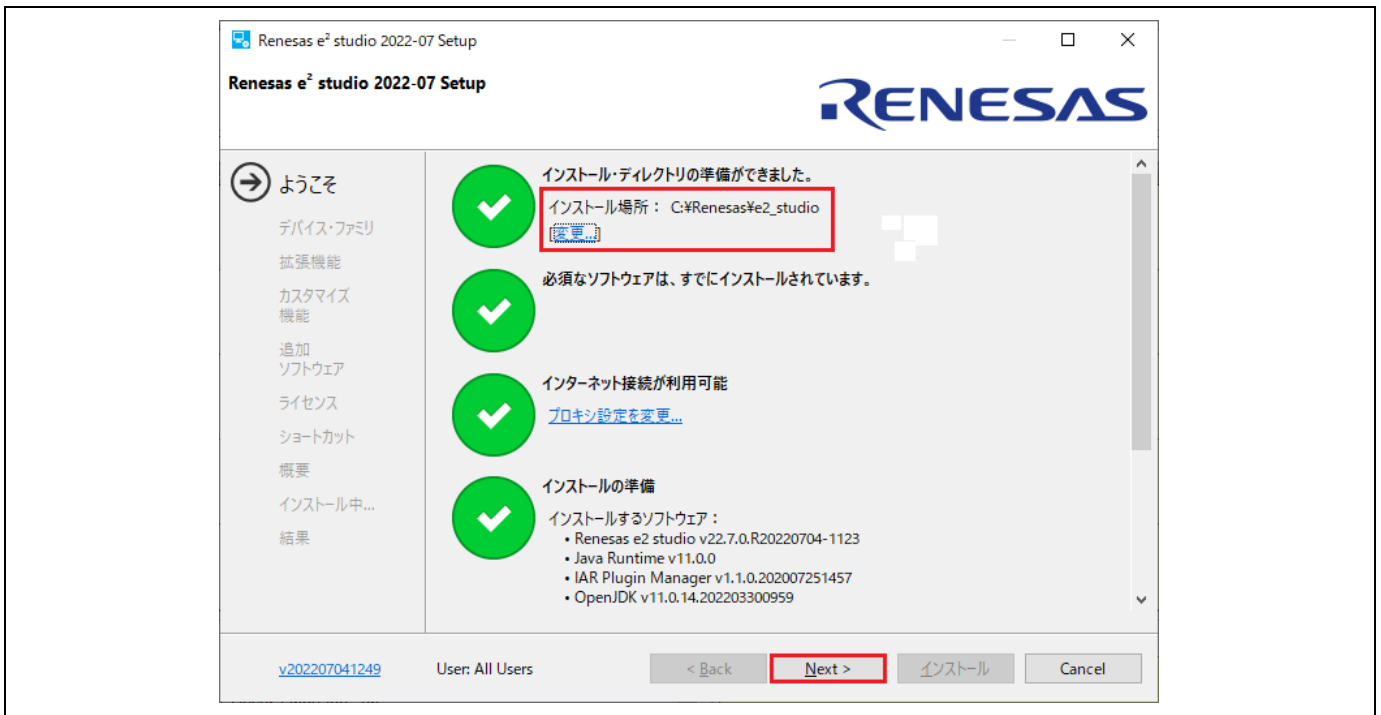 Renesas e² studio 2022-07 Setup
Renesas e² studio 2022-07 Setup
RENESAS
ようこそ
デバイス・ファミリ
拡張機能
カスタマイズ
機能
追加
ソフトウェア
ライセンス
ショートカット
概要
インストール中...
結果
インストール・ディレクトリの準備ができました。
インストール場所： C:¥Renesas¥e2_studio
[変更...]
必須なソフトウェアは、すでにインストールされています。
インターネット接続が利用可能
プロキシ設定を変更...
インストールの準備
インストールするソフトウェア：
• Renesas e2 studio v22.7.0.R20220704-1123
• Java Runtime v11.0.0
• IAR Plugin Manager v1.1.0.202007251457
• OpenJDK v11.0.14.202203300959
v202207041249
User: All Users
< Back
Next >
インストール
Cancel